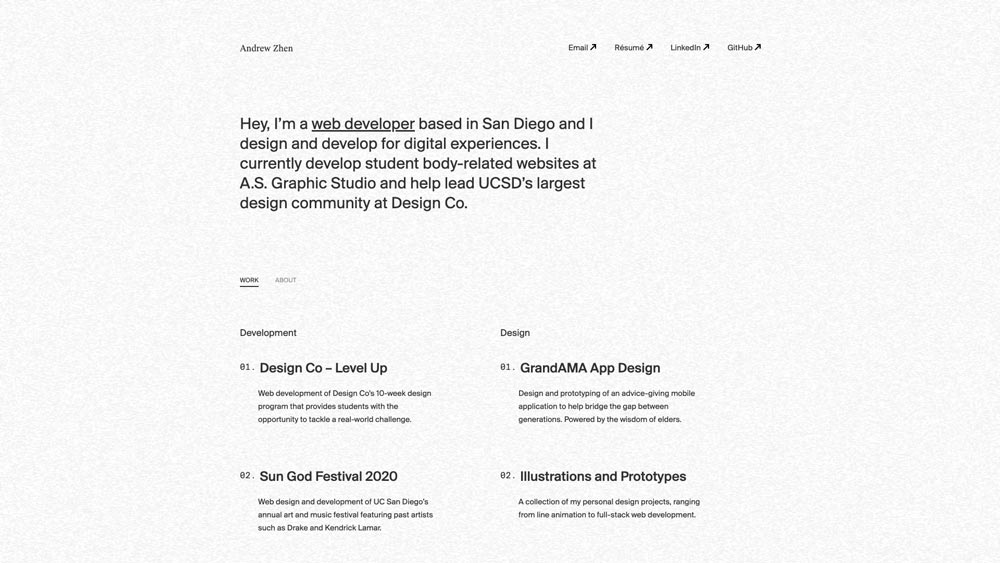 Andrew Zhen
Email
Résumé
LinkedIn
GitHub
Hey, I’m a web developer based in San Diego and I
design and develop for digital experiences. I
currently develop student body-related websites at
A.S. Graphic Studio and help lead UCSD’s largest
design community at Design Co.
WORK
ABOUT
Development
01. Design Co – Level Up
Web development of Design Co’s 10-week design
program that provides students with the
opportunity to tackle a real-world challenge.
02. Sun God Festival 2020
Web design and development of UC San Diego’s
annual art and music festival featuring past artists
such as Drake and Kendrick Lamar.
Design
01. GrandAMA App Design
Design and prototyping of an advice-giving mobile
application to help bridge the gap between
generations. Powered by the wisdom of elders.
02. Illustrations and Prototypes
A collection of my personal design projects, ranging
from line animation to full-stack web development.